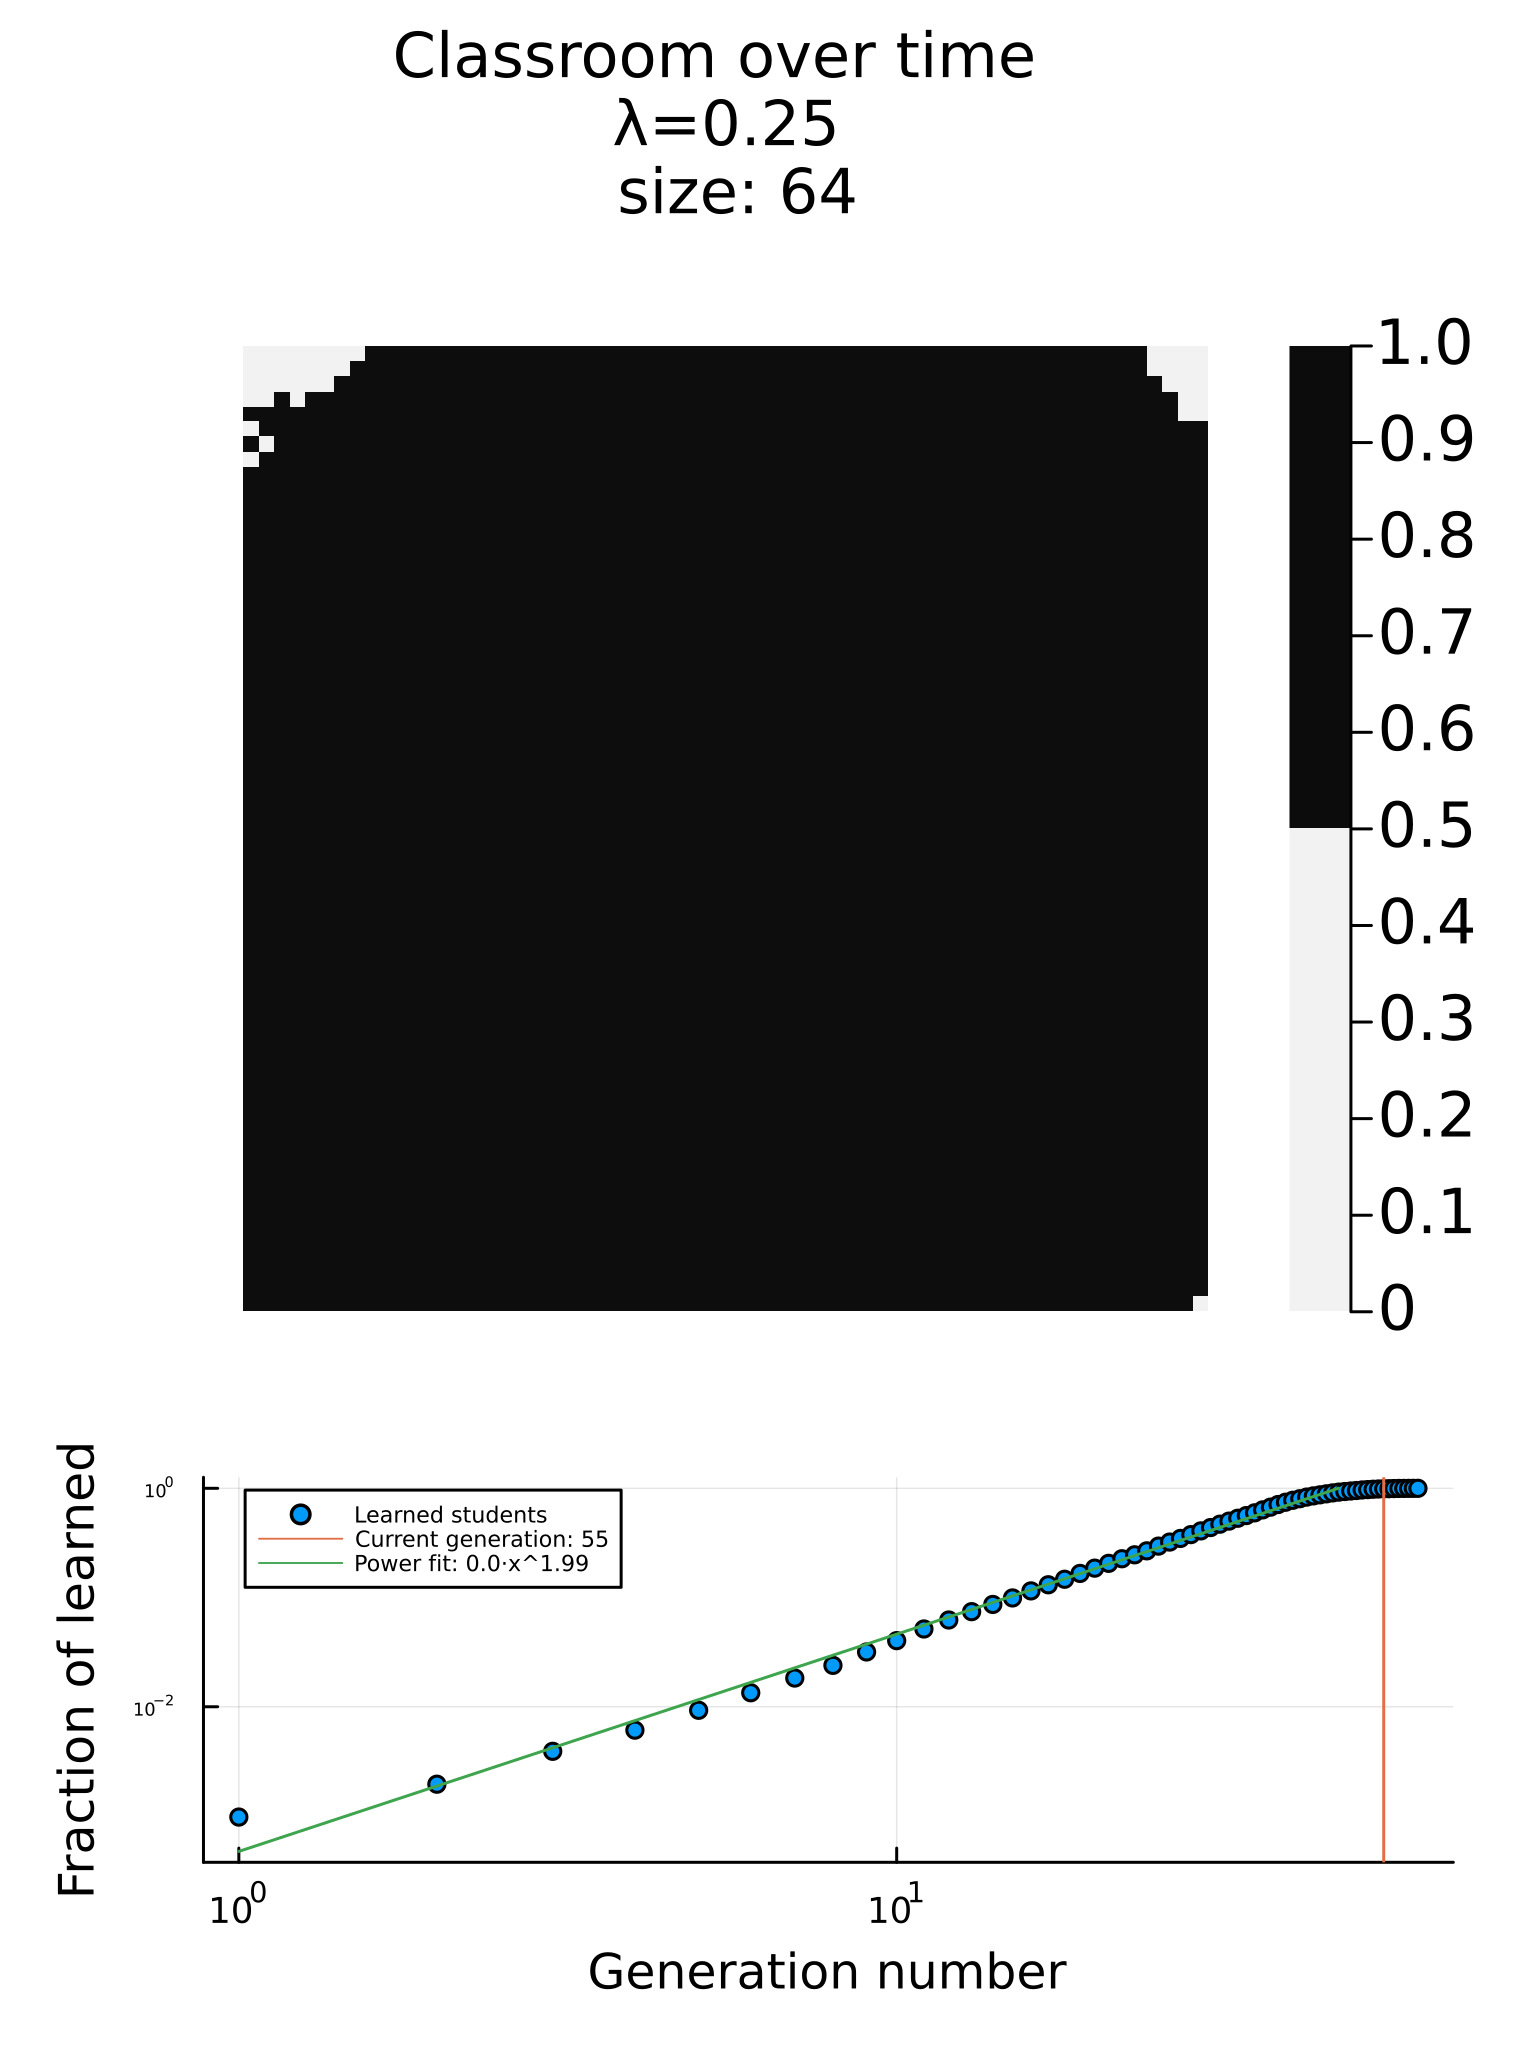 Classroom over time
λ=0.25
size: 64
1.0
0.9
0.8
0.7
0.6
0.5
0.4
0.3
0.2
0.1
0
Fraction of learned
10^0
10^−2
Learned students
Current generation: 55
Power fit: 0.0·x^1.99
10^0
10^1
Generation number